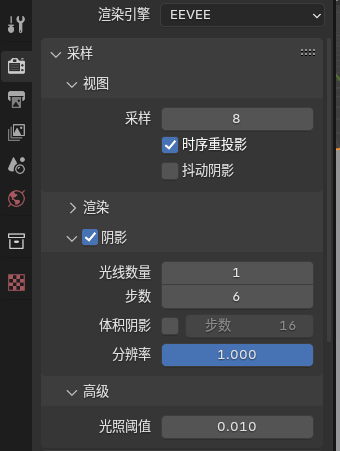 渲染引擎 EEVEE
采样
视图
采样 8
时序重投影
抖动阴影
渲染
阴影
光线数量 1
步数 6
体积阴影 步数 16
分辨率 1.000
高级
光照阈值 0.010